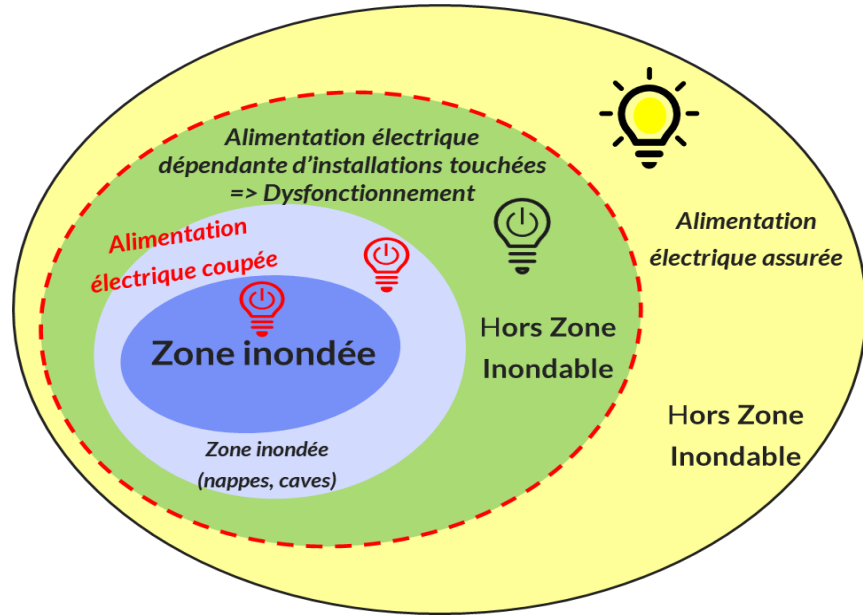 Alimentation électrique
dépendante d’installations touchées
=> Dysfonctionnement
Alimentation
électrique coupée
Alimentation
électrique assurée
Zone inondée
Hors Zone
Inondable
Hors Zone
Inondable
Zone inondée
(nappes, caves)